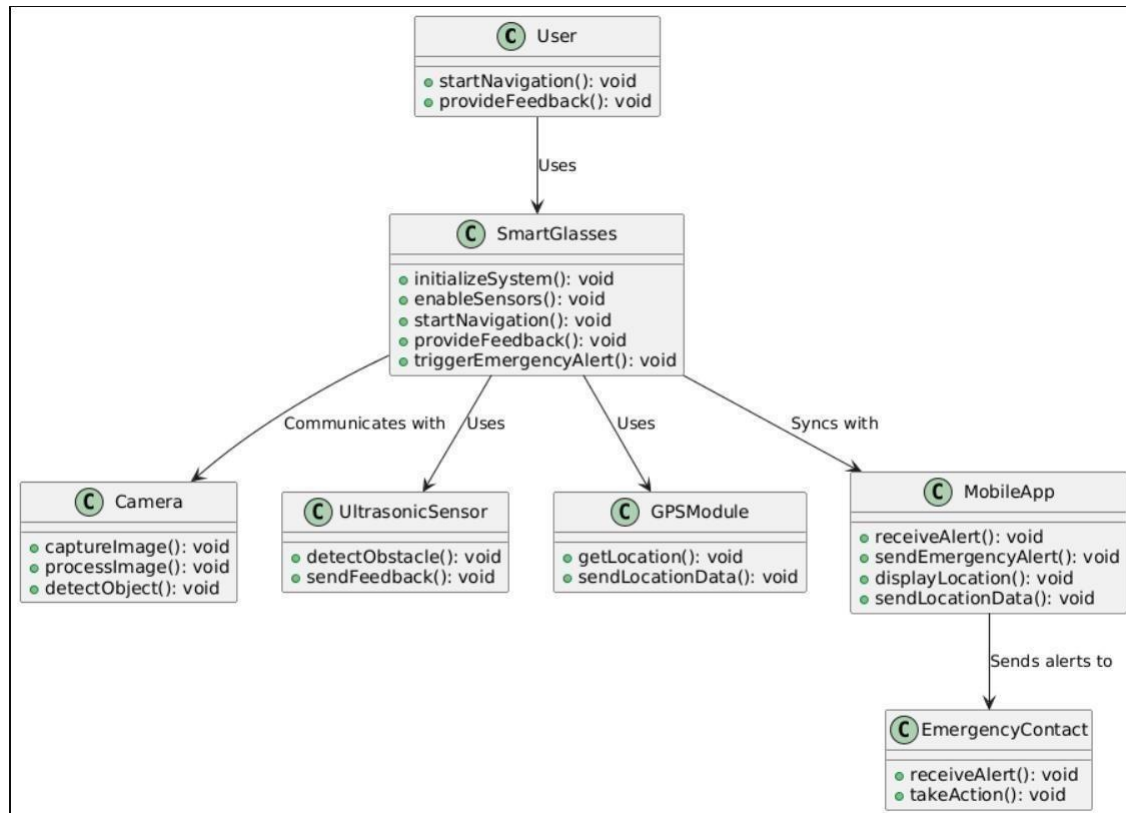 C User
startNavigation(): void
provideFeedback(): void
Uses
C SmartGlasses
initializeSystem(): void
enableSensors(): void
startNavigation(): void
provideFeedback(): void
triggerEmergencyAlert(): void
Communicates with
Uses
Uses
Syncs with
C Camera
captureImage(): void
processImage(): void
detectObject(): void
C UltrasonicSensor
detectObstacle(): void
sendFeedback(): void
C GPSModule
getLocation(): void
sendLocationData(): void
C MobileApp
receiveAlert(): void
sendEmergencyAlert(): void
displayLocation(): void
sendLocationData(): void
Sends alerts to
C EmergencyContact
receiveAlert(): void
takeAction(): void